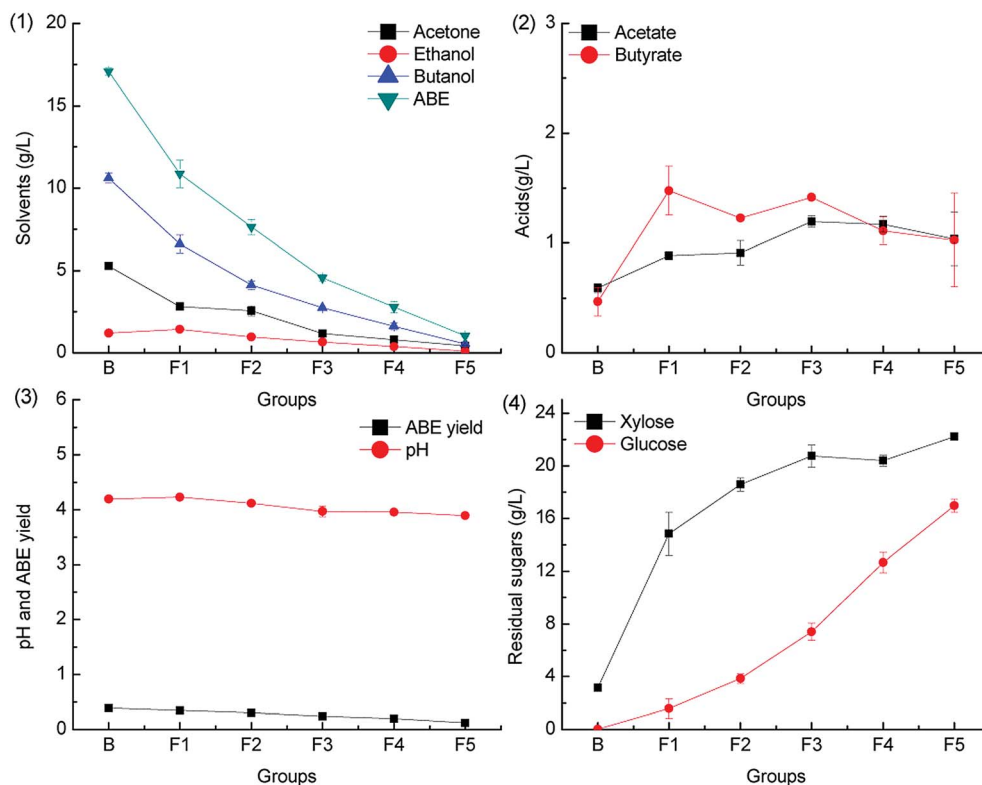 (1)
20
15
10
5
0
Solvents (g/L)
Acetone
Ethanol
Butanol
ABE
B F1 F2 F3 F4 F5
Groups
(2)
3
2
1
0
Acids(g/L)
Acetate
Butyrate
B F1 F2 F3 F4 F5
Groups
(3)
6
5
4
3
2
1
0
pH and ABE yield
ABE yield
pH
B F1 F2 F3 F4 F5
Groups
(4)
24
20
16
12
8
4
0
Residual sugars (g/L)
Xylose
Glucose
B F1 F2 F3 F4 F5
Groups